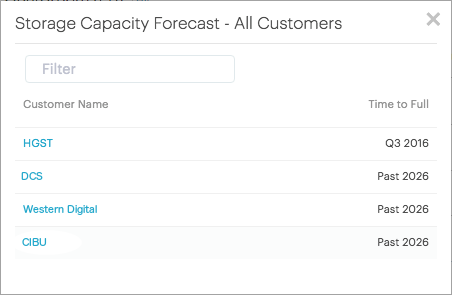 Storage Capacity Forecast - All Customers
Filter
Customer Name Time to Full
HGST Q3 2016
DCS Past 2026
Western Digital Past 2026
CIBU Past 2026